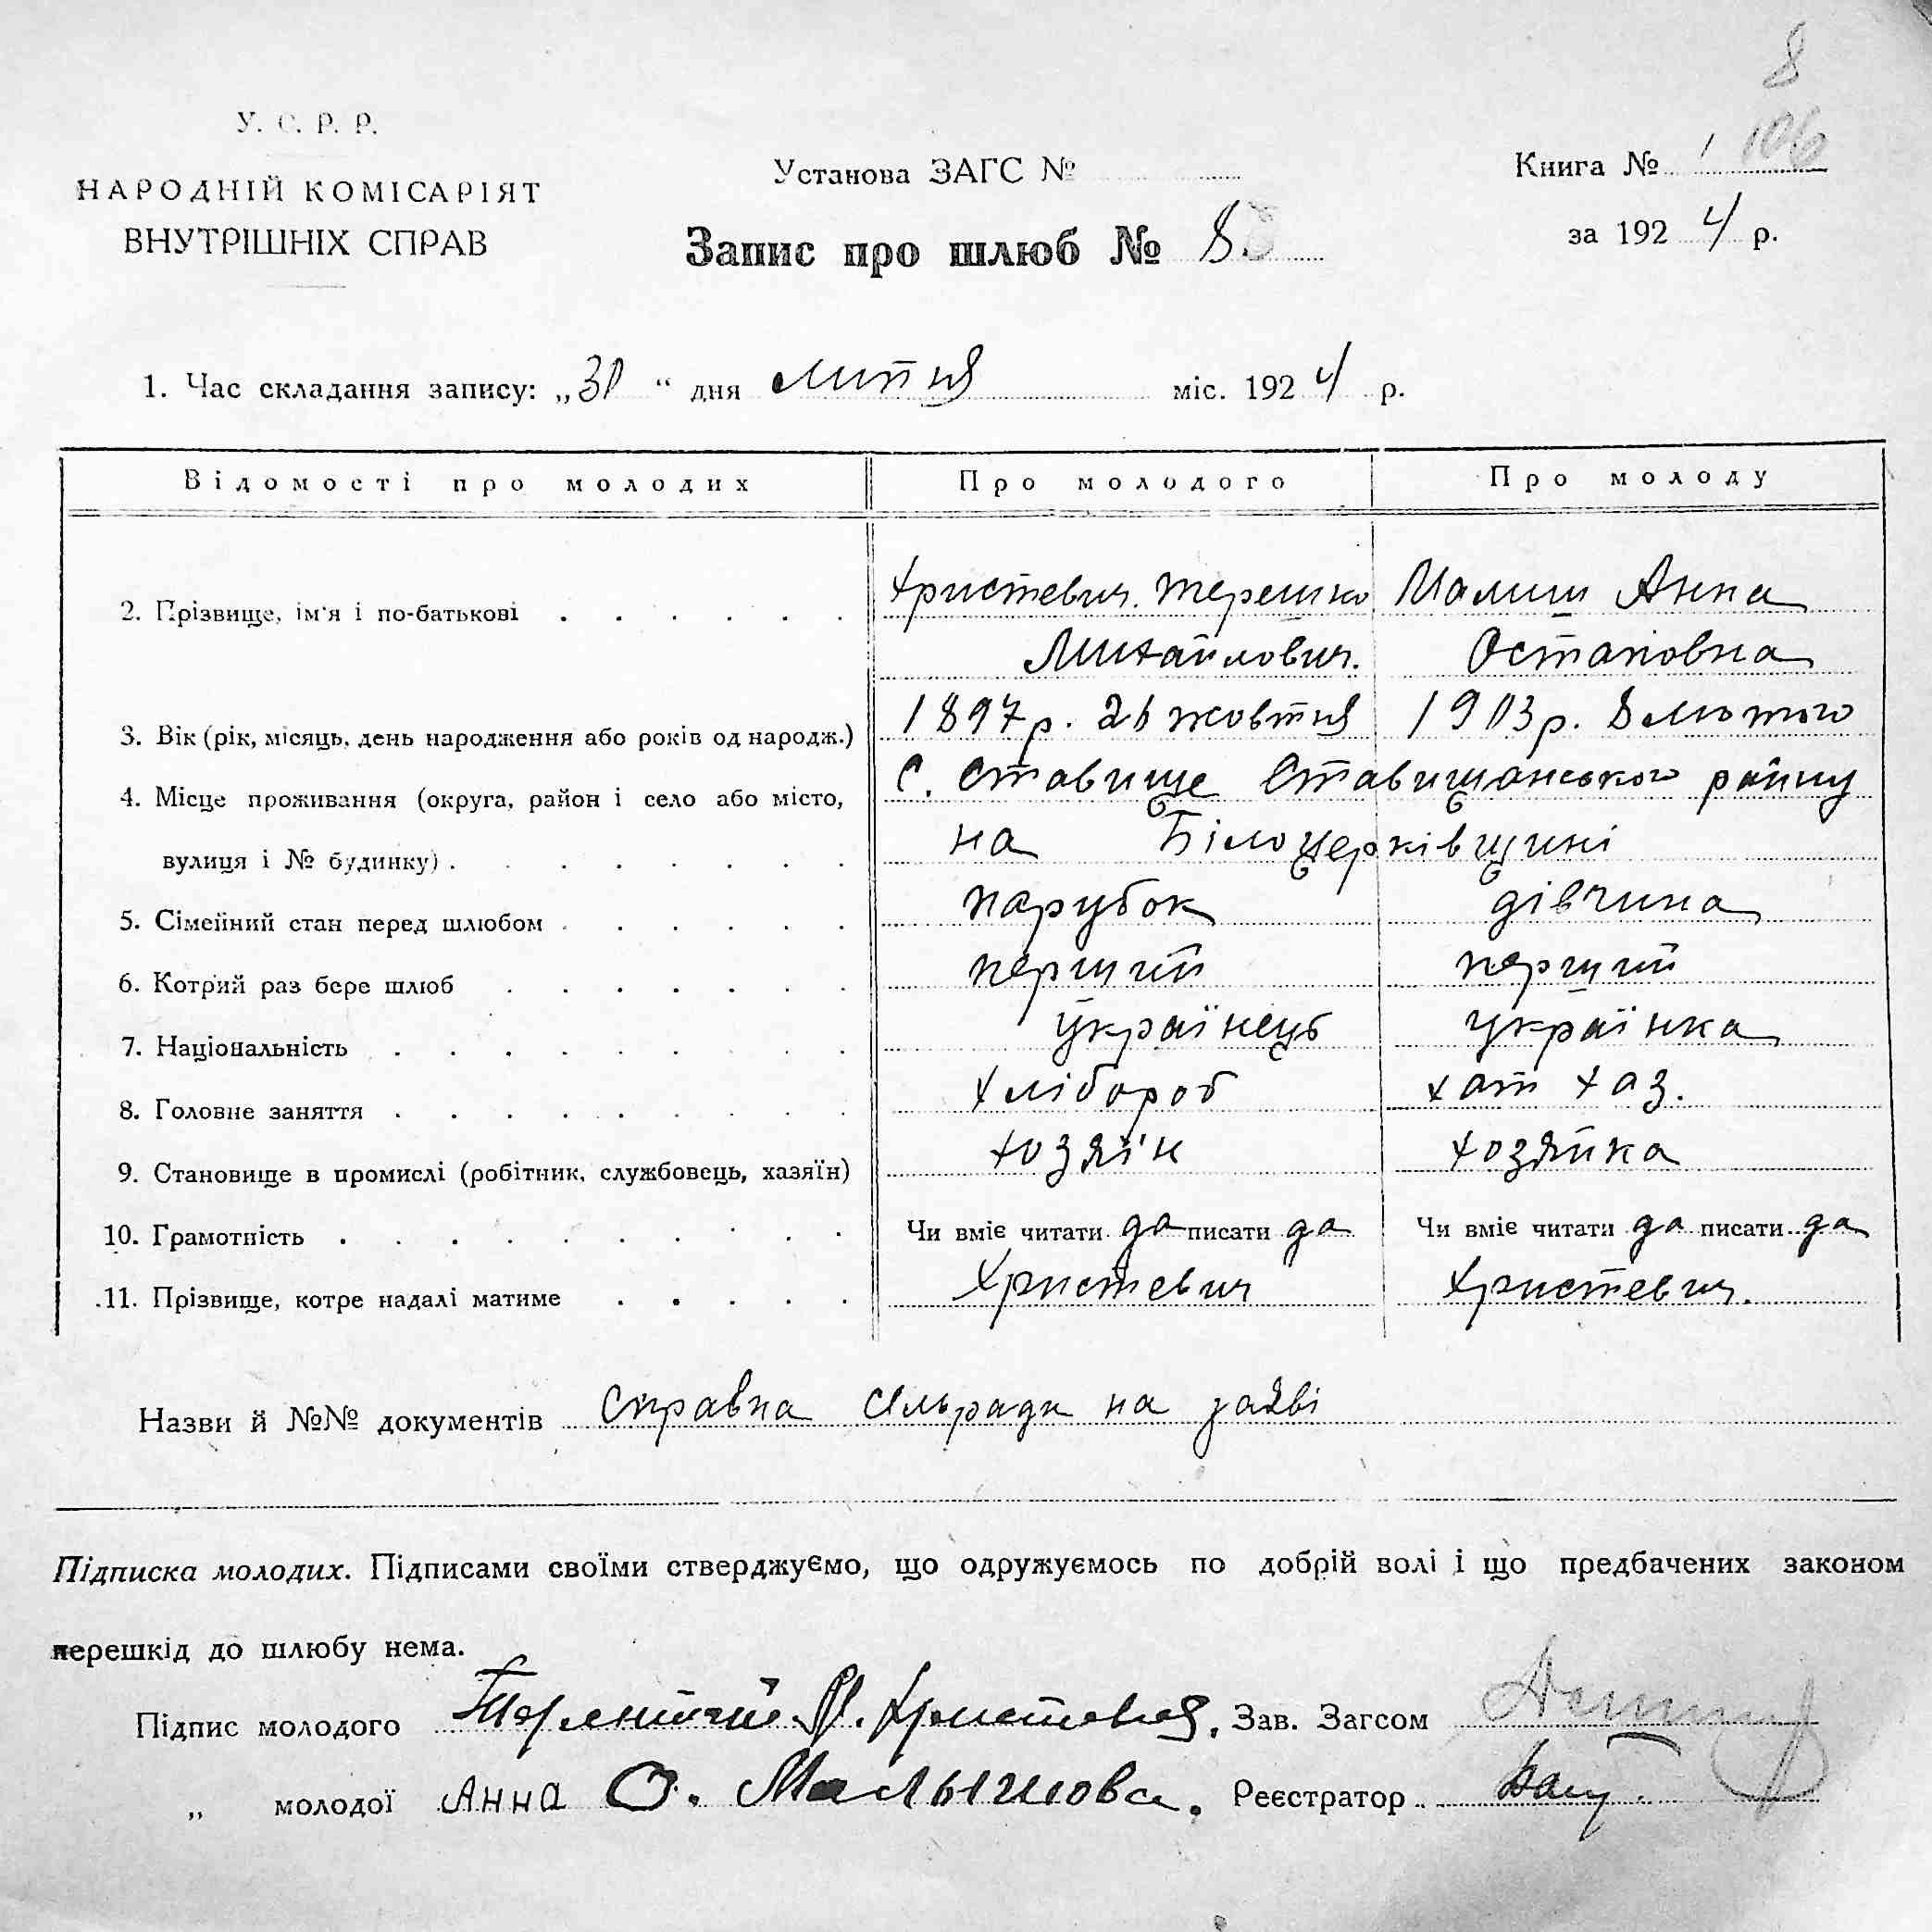 8
106
У. С. Р. Р.
НАРОДНІЙ КОМІСАРІЯТ
ВНУТРІШНІХ СПРАВ
Установа ЗАГС №
Запис про шлюб № 8
Книга № 1
за 1924 р.
1. Час складання запису: „30“ дня липня міс. 1924 р.
Відомості про молодих Про молодого Про молоду
2. Прізвище, ім'я і по-батькові Христевич Терешко Малиш Анна
Михайлович. Остаповна
3. Вік (рік, місяць, день народження або років од народж.) 1897 р. 26 жовтня 1903 р. 8 лютого
4. Місце проживання (округа, район і село або місто, С. Ставище Ставищанського району
вулиця і № будинку) на Білоцерківщині
5. Сімейний стан перед шлюбом парубок дівчина
6. Котрий раз бере шлюб перший перший
7. Національність українець українка
8. Головне заняття хлібороб хат хаз.
9. Становище в промислі (робітник, службовець, хазяїн) хозяїн хозяйка
10. Грамотність Чи вміє читати да писати да Чи вміє читати да писати да
11. Прізвище, котре надалі матиме Христевич Христевич.
Назви й №№ документів Справка сільради на заяві
Підписка молодих. Підписами своїми стверджуємо, що одружуємось по добрій волі і що предбачених законом
перешкід до шлюбу нема.
Підпис молодого Терентий М. Христевич. Зав. Загсом
„ молодої Анна О. Малышова. Реєстратор